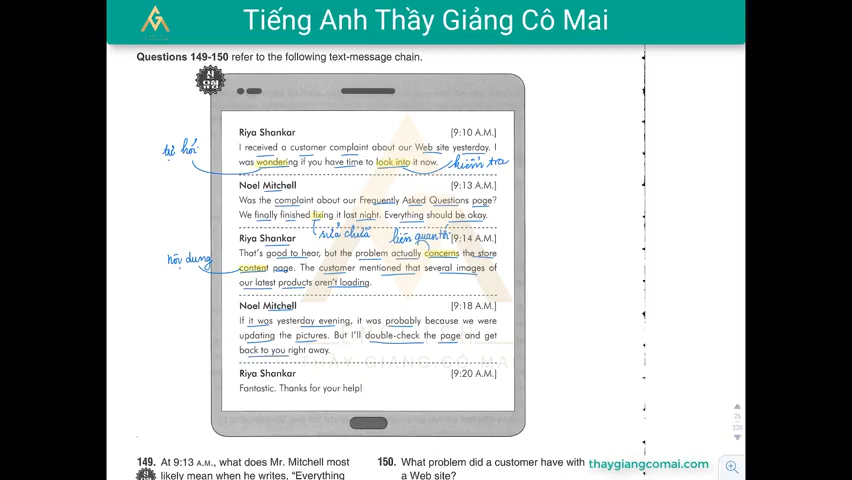 Tiếng Anh Thầy Giảng Cô Mai
Questions 149-150 refer to the following text-message chain.
Riya Shankar [9:10 A.M.]
I received a customer complaint about our Web site yesterday. I
was wondering if you have time to look into it now.
tự hỏi
kiểm tra
Noel Mitchell [9:13 A.M.]
Was the complaint about our Frequently Asked Questions page?
We finally finished fixing it last night. Everything should be okay.
sửa chữa
liên quan tới
Riya Shankar [9:14 A.M.]
That's good to hear, but the problem actually concerns the store
nội dung
content page. The customer mentioned that several images of
our latest products aren't loading.
Noel Mitchell [9:18 A.M.]
If it was yesterday evening, it was probably because we were
updating the pictures. But I'll double-check the page and get
back to you right away.
THẦY GIẢNG CÔ MAI
Riya Shankar [9:20 A.M.]
Fantastic. Thanks for your help!
149. At 9:13 A.M., what does Mr. Mitchell most
likely mean when he writes, "Everything
150. What problem did a customer have with
a Web site?
thaygiangcomai.com
25
220